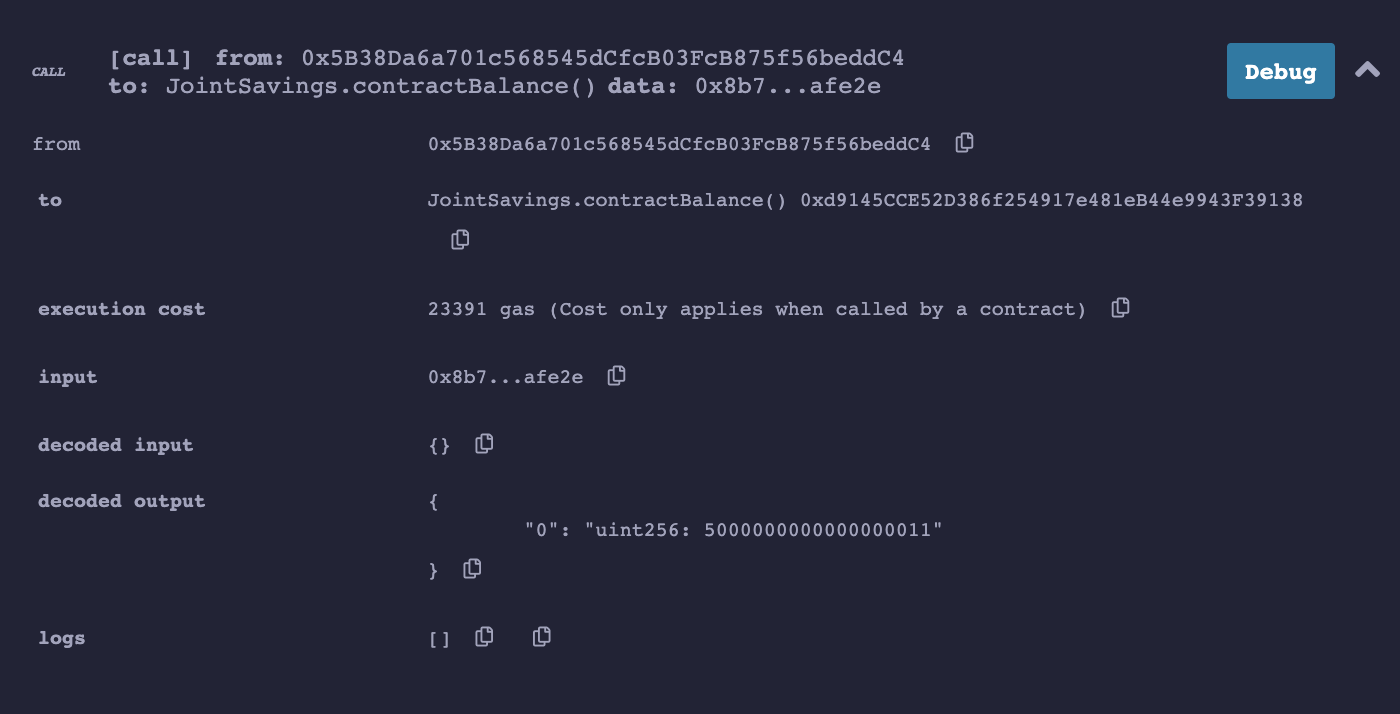 CALL
[call] from: 0x5B38Da6a701c568545dCfcB03FcB875f56beddC4
to: JointSavings.contractBalance() data: 0x8b7...afe2e
Debug
from 0x5B38Da6a701c568545dCfcB03FcB875f56beddC4
to JointSavings.contractBalance() 0xd9145CCE52D386f254917e481eB44e9943F39138
execution cost 23391 gas (Cost only applies when called by a contract)
input 0x8b7...afe2e
decoded input {}
decoded output {
"0": "uint256: 5000000000000000011"
}
logs []